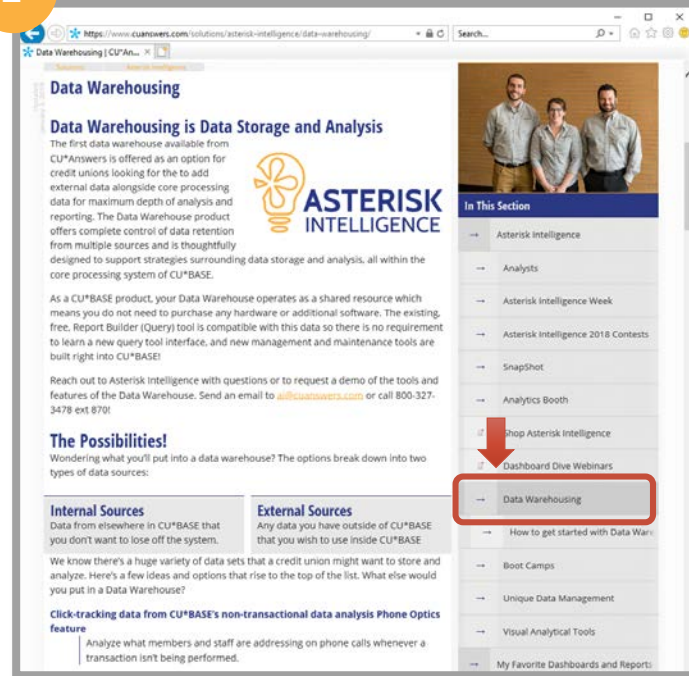 https://www.cuanswers.com/solutions/asterisk-intelligence/data-warehousing/
Search...
Data Warehousing | CU*An...
Data Warehousing
Data Warehousing is Data Storage and Analysis
The first data warehouse available from
CU*Answers is offered as an option for
credit unions looking for the to add
external data alongside core processing
data for maximum depth of analysis and
reporting. The Data Warehouse product
offers complete control of data retention
from multiple sources and is thoughtfully
designed to support strategies surrounding data storage and analysis, all within the
core processing system of CU*BASE.
ASTERISK
INTELLIGENCE
As a CU*BASE product, your Data Warehouse operates as a shared resource which
means you do not need to purchase any hardware or additional software. The existing,
free, Report Builder (Query) tool is compatible with this data so there is no requirement
to learn a new query tool interface, and new management and maintenance tools are
built right into CU*BASE!
Reach out to Asterisk Intelligence with questions or to request a demo of the tools and
features of the Data Warehouse. Send an email to ai@cuanswers.com or call 800-327-
3478 ext 870!
The Possibilities!
Wondering what you'll put into a data warehouse? The options break down into two
types of data sources:
Internal Sources
Data from elsewhere in CU*BASE that
you don't want to lose off the system.
External Sources
Any data you have outside of CU*BASE
that you wish to use inside CU*BASE
We know there's a huge variety of data sets that a credit union might want to store and
analyze. Here's a few ideas and options that rise to the top of the list. What else would
you put in a Data Warehouse?
Click-tracking data from CU*BASE's non-transactional data analysis Phone Optics
feature
Analyze what members and staff are addressing on phone calls whenever a
transaction isn't being performed.
In This Section
Asterisk Intelligence
Analysts
Asterisk Intelligence Week
Asterisk Intelligence 2018 Contests
SnapShot
Analytics Booth
Shop Asterisk Intelligence
Dashboard Dive Webinars
Data Warehousing
How to get started with Data Ware
Boot Camps
Unique Data Management
Visual Analytical Tools
My Favorite Dashboards and Reports